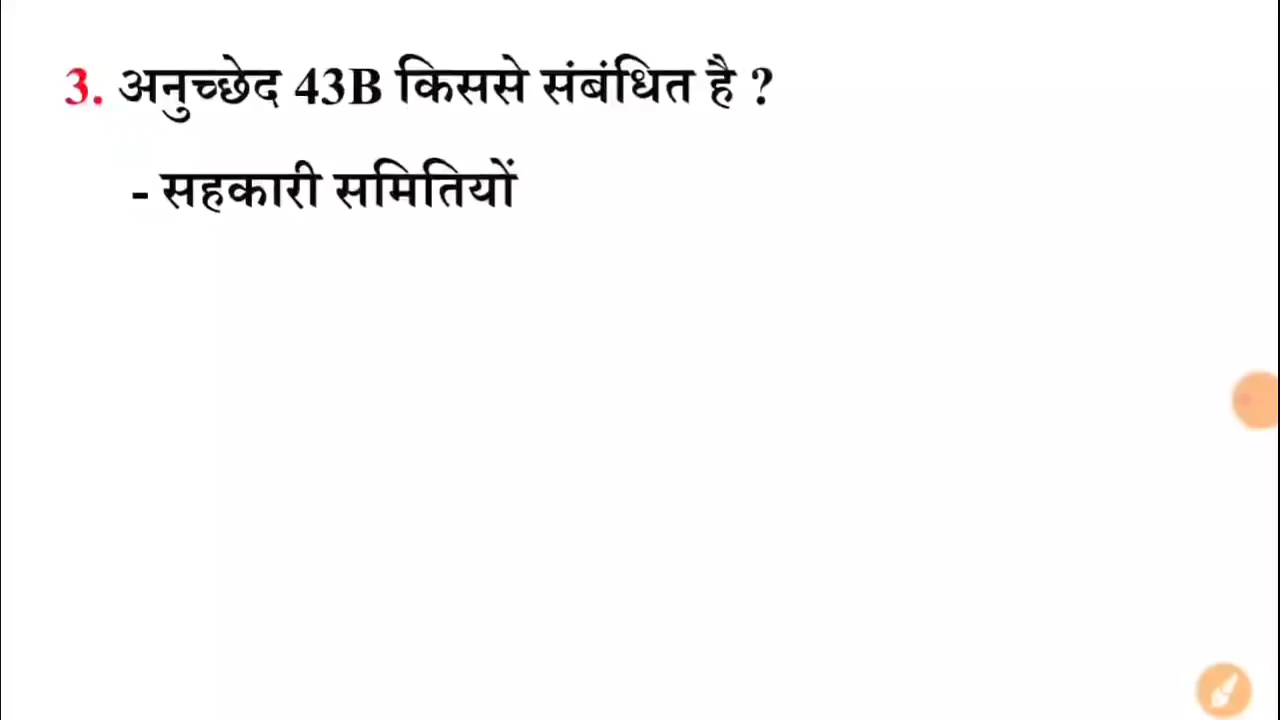 3. अनुच्छेद 43B किससे संबंधित है ?
- सहकारी समितियों